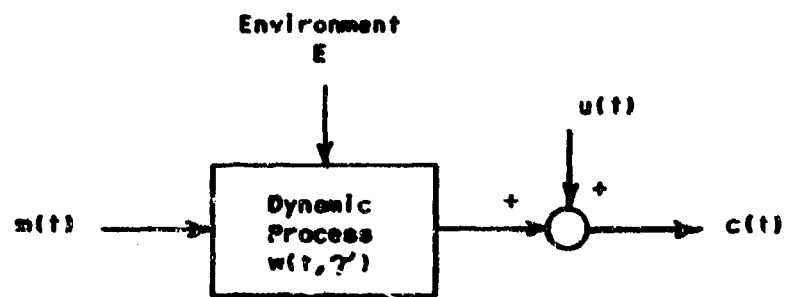 Environment
E
u(t)
m(t)
Dynamic
Process
w(t,
+
+
c(t)